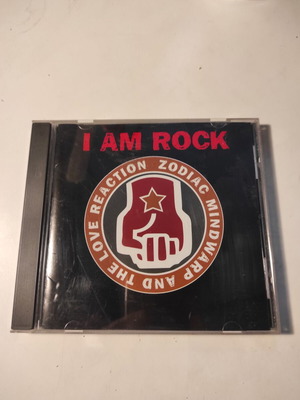 I AM ROCK
ZODIAC MINDWARP AND THE LOVE REACTION